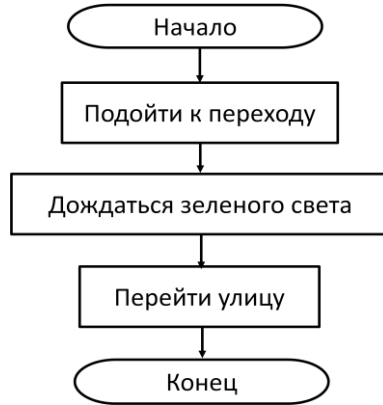 Начало
Подойти к переходу
Дождаться зеленого света
Перейти улицу
Конец